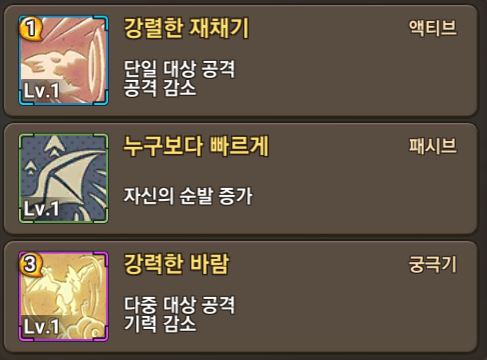 1
강렬한 재채기
액티브
단일 대상 공격
공격 감소
Lv.1
누구보다 빠르게
패시브
자신의 순발 증가
Lv.1
3
강력한 바람
궁극기
다중 대상 공격
기력 감소
Lv.1